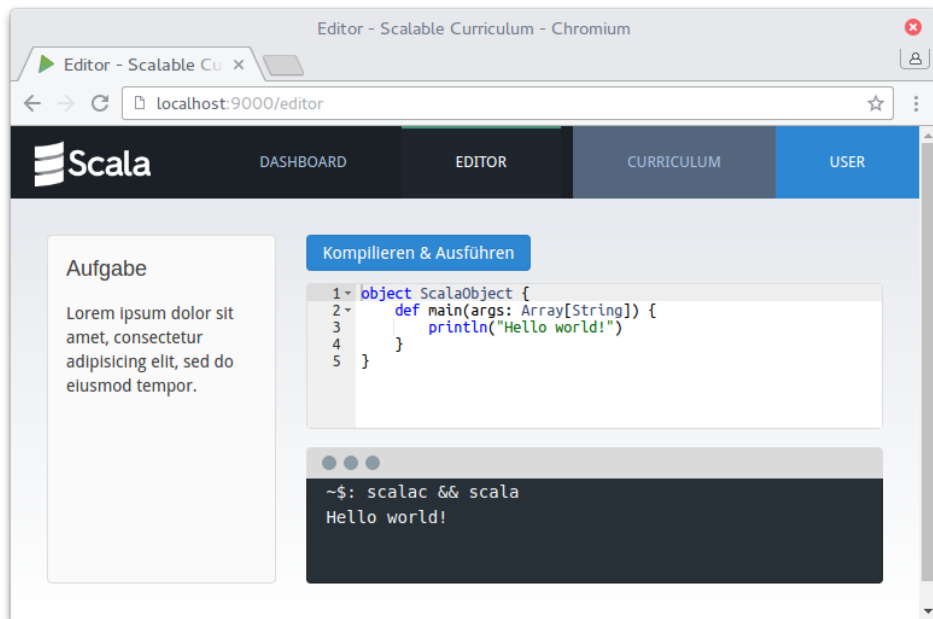 Editor - Scalable Curriculum - Chromium
Editor - Scalable Cu
localhost:9000/editor
Scala
DASHBOARD
EDITOR
CURRICULUM
USER
Aufgabe
Lorem ipsum dolor sit
amet, consectetur
adipisicing elit, sed do
eiusmod tempor.
Kompilieren & Ausführen
1 object ScalaObject {
2     def main(args: Array[String]) {
3         println("Hello world!")
4     }
5 }
~$: scalac && scala
Hello world!